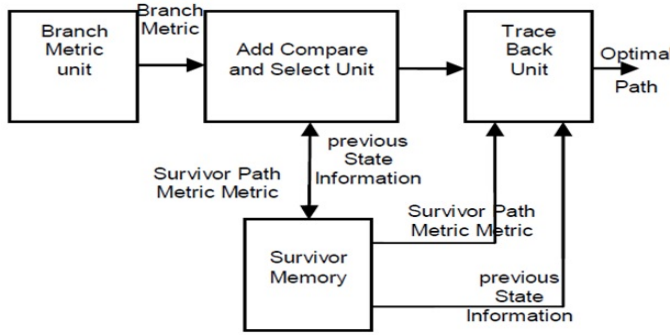 Branch
Metric
unit
Branch
Metric
Add Compare
and Select Unit
Trace
Back
Unit
Optimal
Path
Survivor Path
Metric Metric
previous
State
Information
Survivor
Memory
Survivor Path
Metric Metric
previous
State
Information